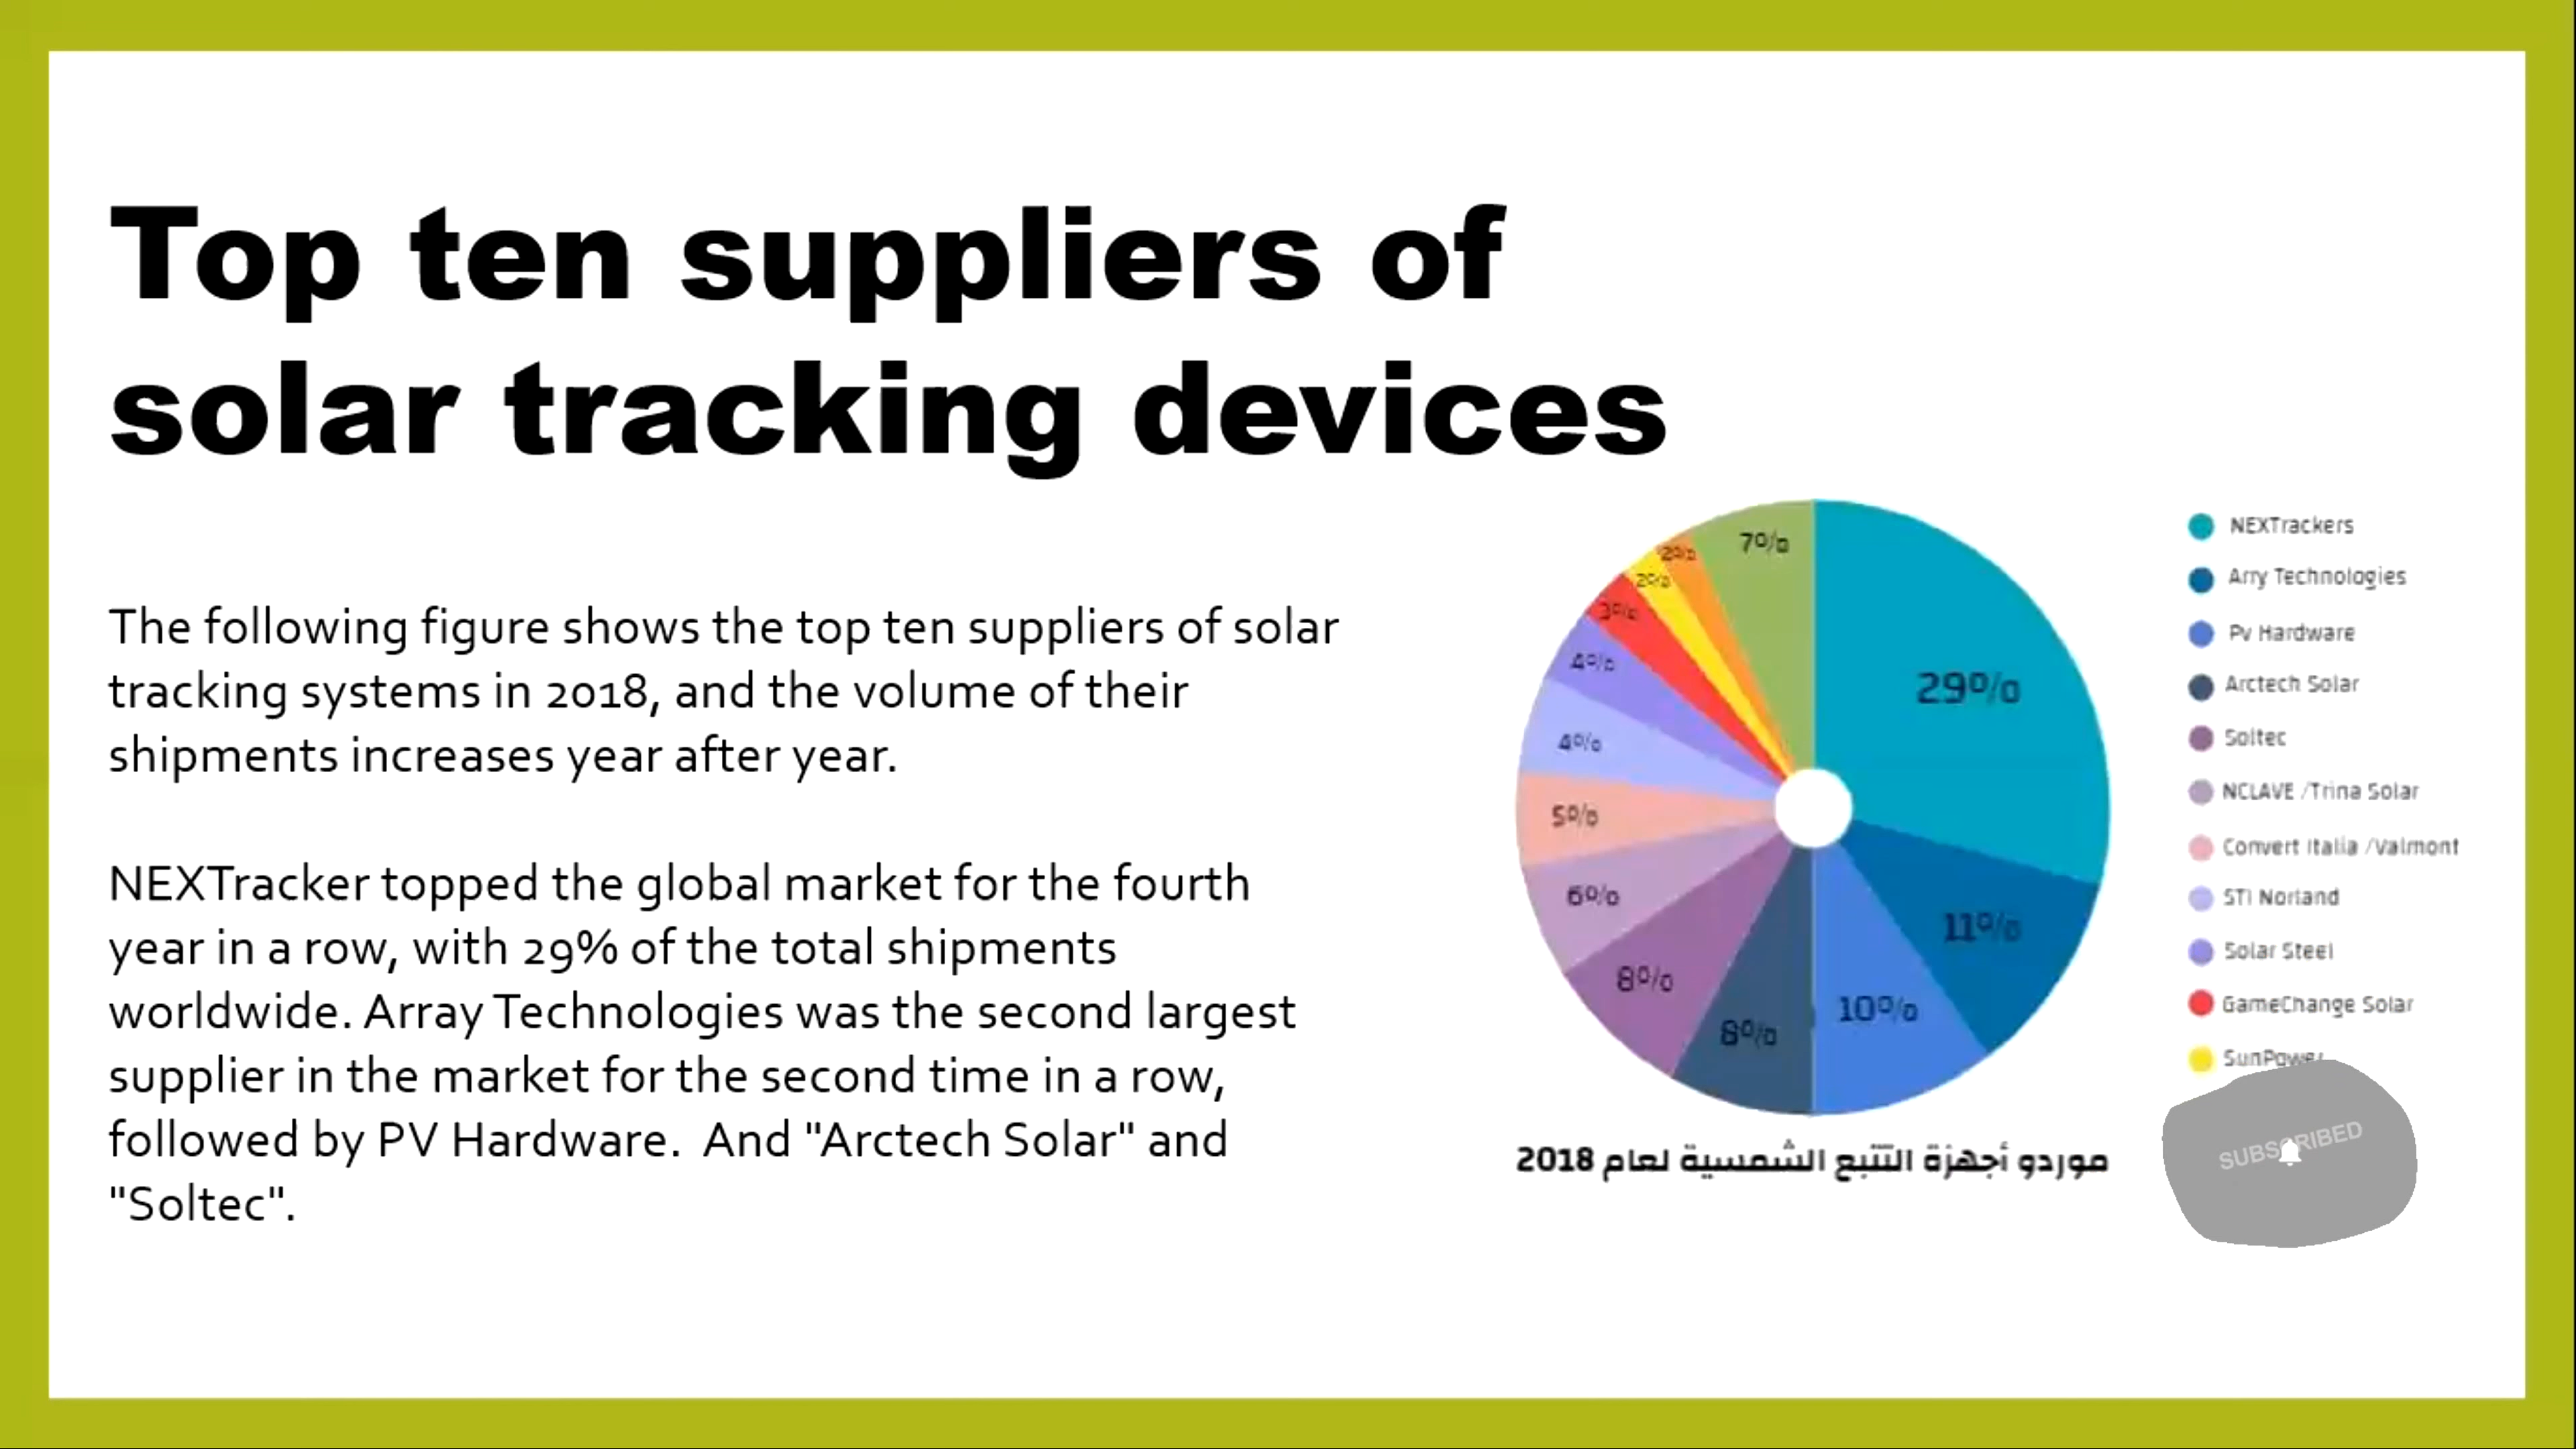 Top ten suppliers of
solar tracking devices
The following figure shows the top ten suppliers of solar
tracking systems in 2018, and the volume of their
shipments increases year after year.
NEXTracker topped the global market for the fourth
year in a row, with 29% of the total shipments
worldwide. Array Technologies was the second largest
supplier in the market for the second time in a row,
followed by PV Hardware.  And "Arctech Solar" and
"Soltec".
29%
11%
10%
8%
8%
6%
5%
4%
4%
3%
2%
2%
7%
موردو أجهزة التتبع الشمسية لعام 2018
NEXTrackers
Arry Technologies
Pv Hardware
Arctech Solar
Soltec
NCLAVE /Trina Solar
Convert Italia /Valmont
STI Norland
Solar Steel
GameChange Solar
SunPower
SUBSCRIBED